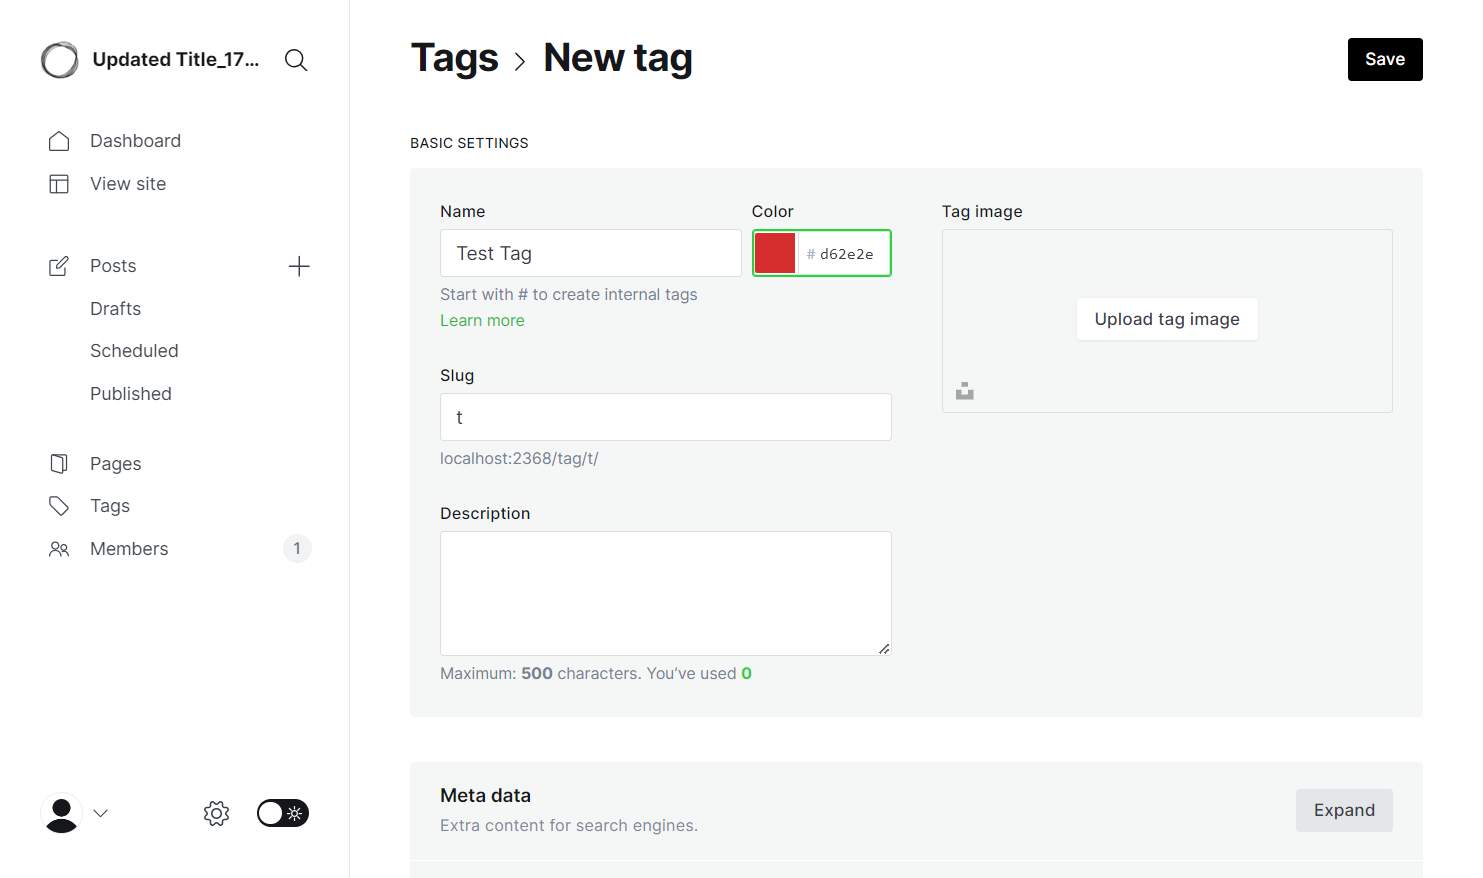 Updated Title_17...
Dashboard
View site
Posts
Drafts
Scheduled
Published
Pages
Tags
Members 1
Tags > New tag
Save
BASIC SETTINGS
Name
Test Tag
Start with # to create internal tags
Learn more
Color
# d62e2e
Slug
t
localhost:2368/tag/t/
Description
Maximum: 500 characters. You’ve used 0
Tag image
Upload tag image
Meta data
Extra content for search engines.
Expand